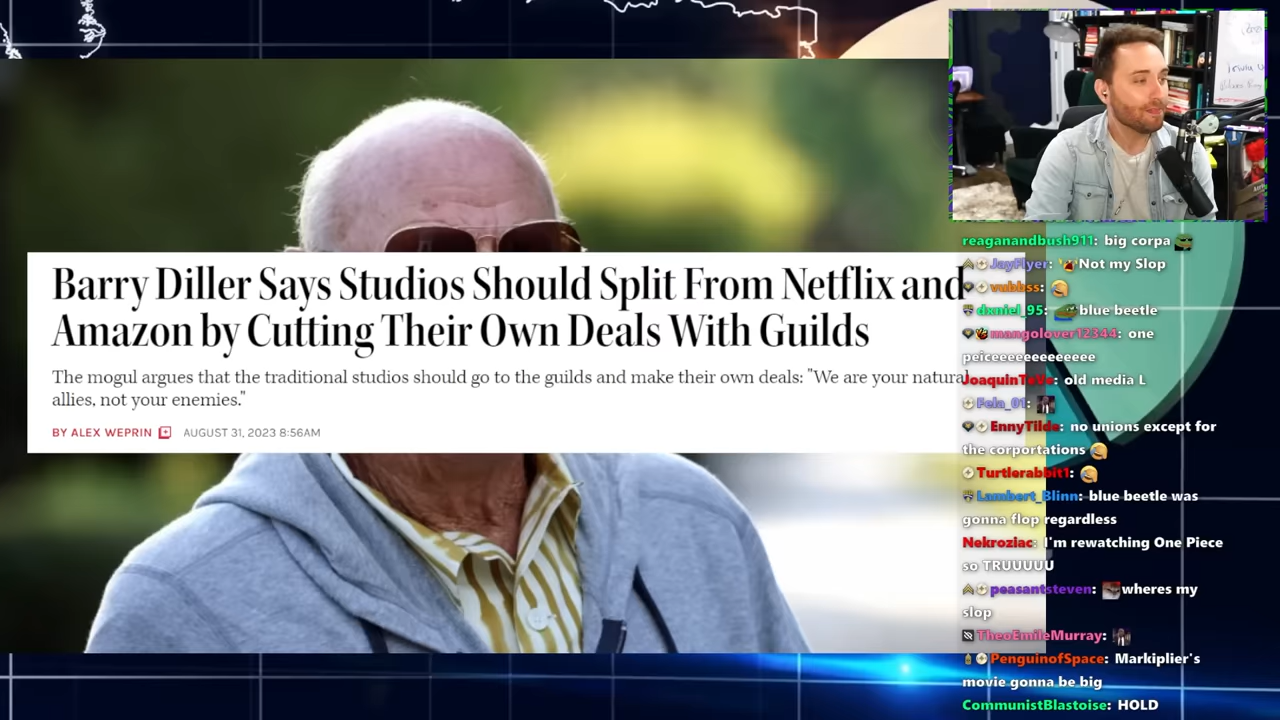 Barry Diller Says Studios Should Split From Netflix and
Amazon by Cutting Their Own Deals With Guilds
The mogul argues that the traditional studios should go to the guilds and make their own deals: "We are your natural
allies, not your enemies."
BY ALEX WEPRIN
AUGUST 31, 2023 8:56AM
reaganandbush911: big corpa
JayFlyer: Not my Slop
vubbss:
dxniel_95: blue beetle
mangolover12344: one
peiceeeeeeeeeeeee
JoaquinTeVe: old media L
Fela_01:
EnnyTilde: no unions except for
the corportations
Turtlerabbit1:
Lambert_Blinn: blue beetle was
gonna flop regardless
Nekroziac: I'm rewatching One Piece
so TRUUUUU
peasantsteven: wheres my
slop
TheoEmileMurray:
PenguinofSpace: Markiplier's
movie gonna be big
CommunistBlastoise: HOLD